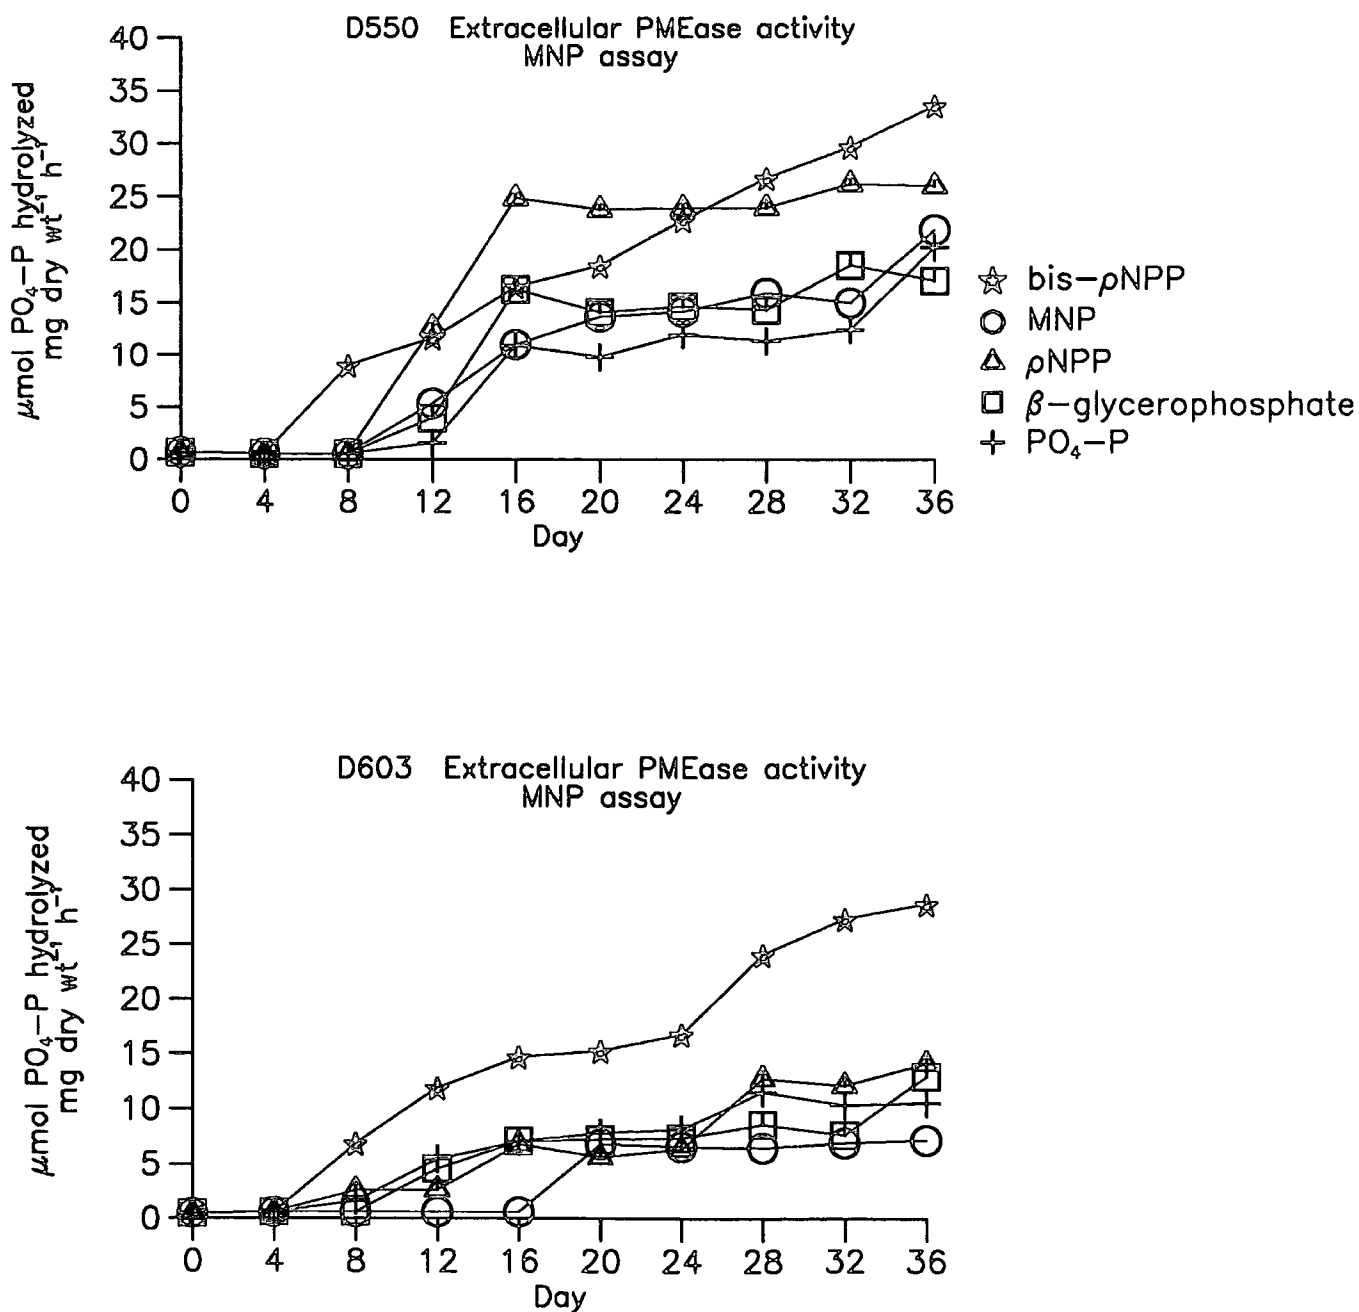 D550 Extracellular PMEase activity
MNP assay
μmol PO₄–P hydrolyzed
mg dry wt⁻¹ h⁻¹
40
35
30
25
20
15
10
5
0
0 4 8 12 16 20 24 28 32 36
Day
bis–ρNPP
MNP
ρNPP
β–glycerophosphate
PO₄–P
D603 Extracellular PMEase activity
MNP assay
μmol PO₄–P hydrolyzed
mg dry wt⁻¹ h⁻¹
40
35
30
25
20
15
10
5
0
0 4 8 12 16 20 24 28 32 36
Day